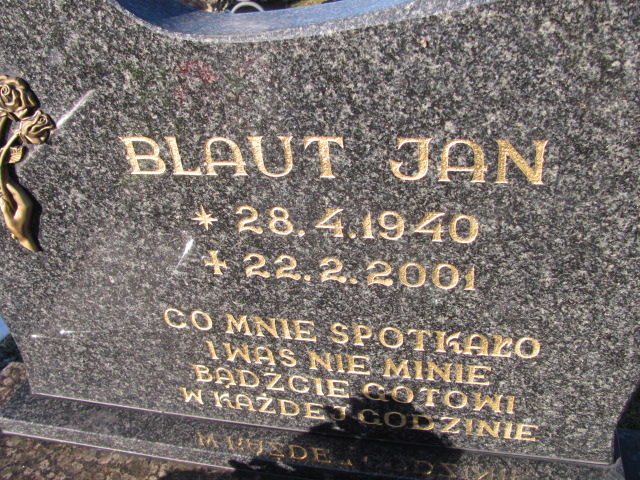 BLAUT JAN
* 28.4.1940
+ 22.2.2001
CO MNIE SPOTKAŁO
I WAS NIE MINIE
BĄDŹCIE GOTOWI
W KAŻDEJ GODZINIE